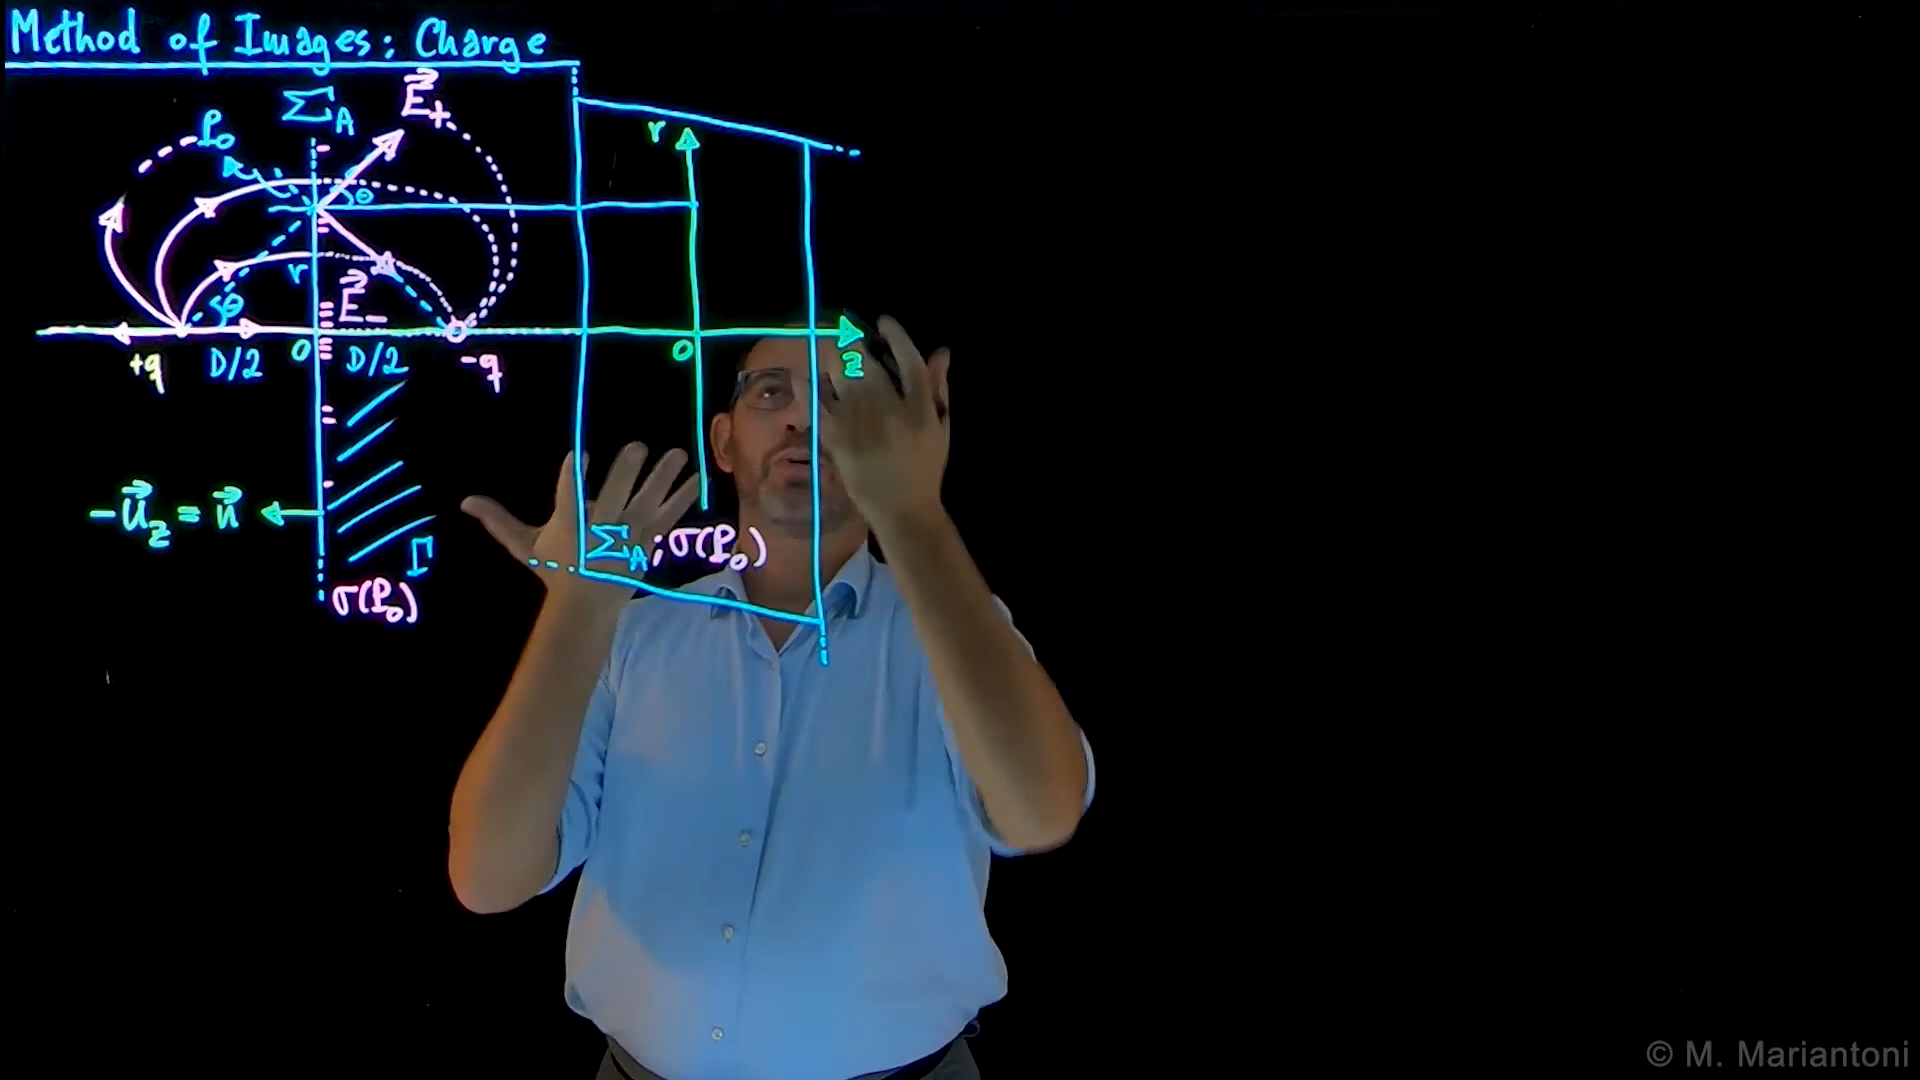 Method of Images: Charge
Σ_A
E⃗₊
P₀
r
θ
r
θ
E⃗₋
+q
D/2
0
D/2
-q
0
z
-u⃗_z ≡ n⃗
Σ_A; σ(P₀)
σ(P₀)
© M. Mariantoni